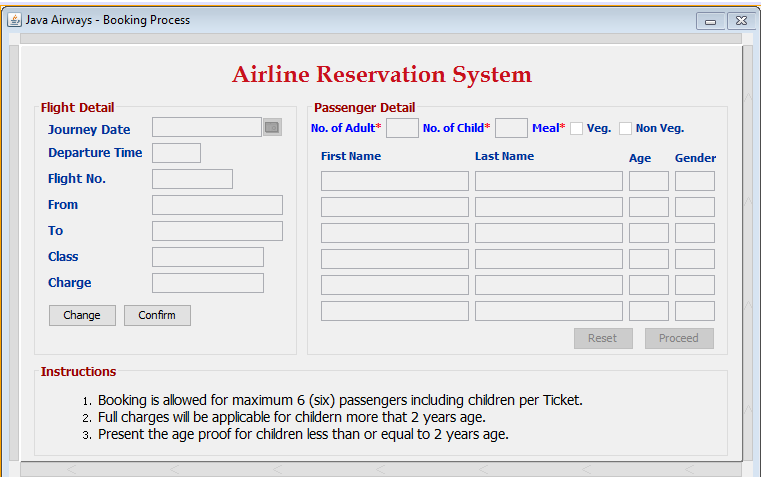 Java Airways - Booking Process
Airline Reservation System
Flight Detail
Journey Date
Departure Time
Flight No.
From
To
Class
Charge
Change Confirm
Passenger Detail
No. of Adult* No. of Child* Meal* Veg. Non Veg.
First Name Last Name Age Gender
Reset Proceed
Instructions
1. Booking is allowed for maximum 6 (six) passengers including children per Ticket.
2. Full charges will be applicable for childern more that 2 years age.
3. Present the age proof for children less than or equal to 2 years age.